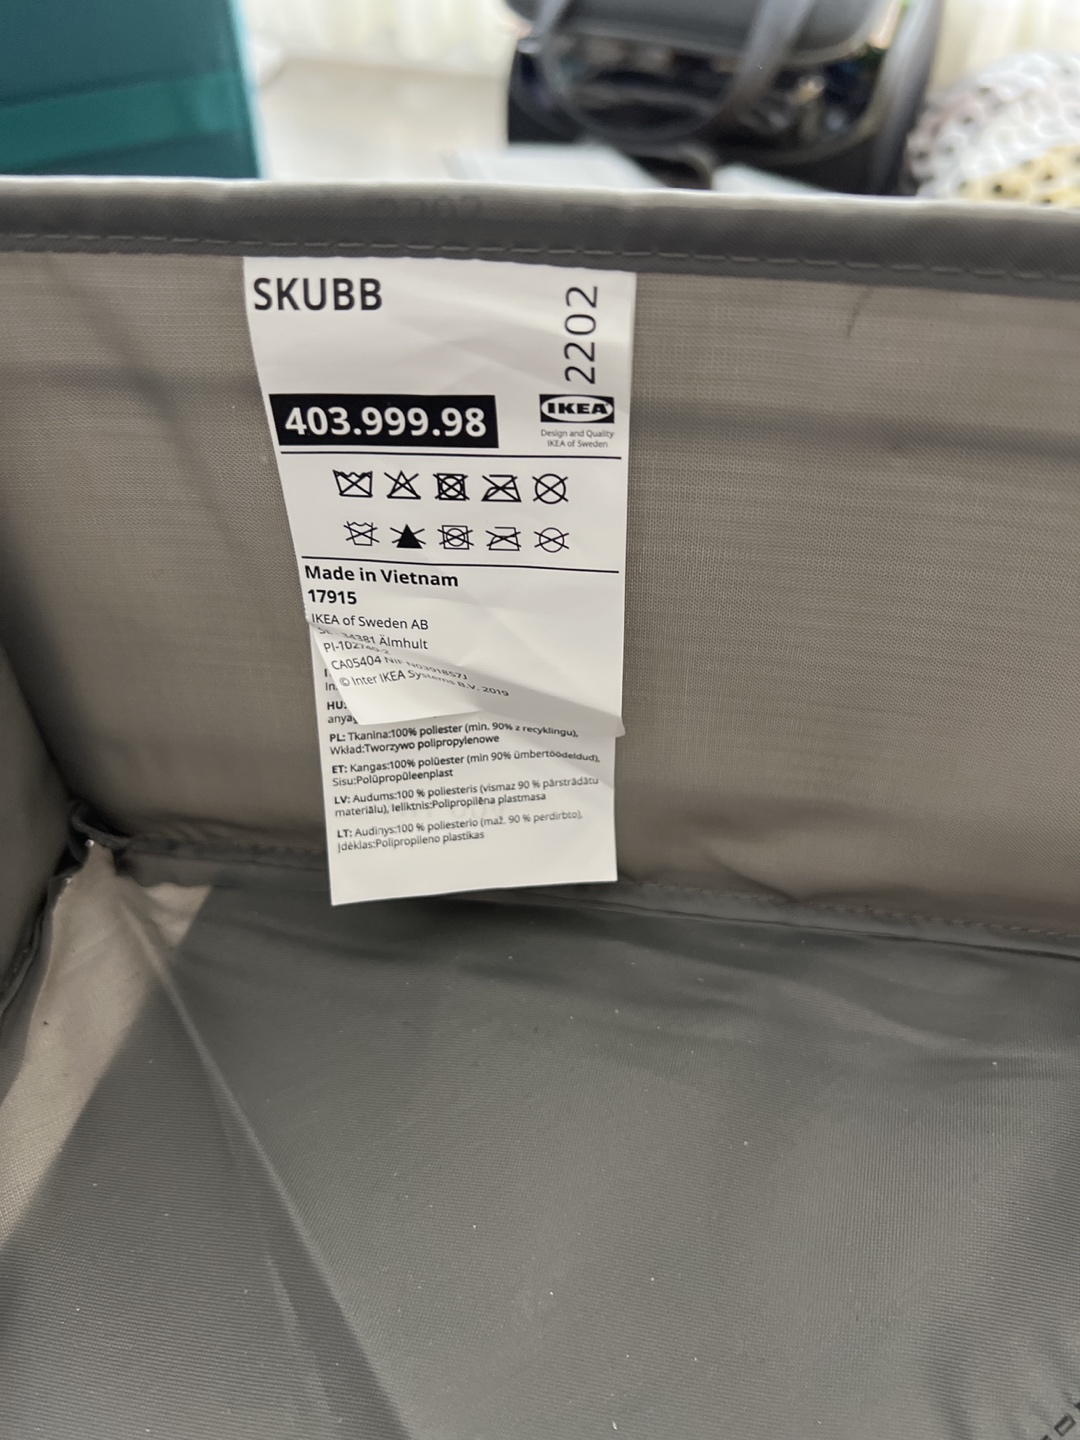 SKUBB
2202
403.999.98
IKEA
Design and Quality
IKEA of Sweden
Made in Vietnam
17915
IKEA of Sweden AB
34381 Älmhult
CA05404
© Inter IKEA Systems B.V. 2019
HU:
PL: Tkanina:100% poliester (min. 90% z recyklingu),
Wkład:Tworzywo polipropylenowe
ET: Kangas:100% polüester (min 90% ümbertöödeldud),
Sisu:Polüpropüleenplast
LV: Audums:100 % poliesteris (vismaz 90 % pārstrādātu
materiālu), Ieliktnis:Polipropilēna plastmasa
LT: Audinys:100 % poliesterio (maž. 90 % perdirbto),
Įdėklas:Polipropileno plastikas